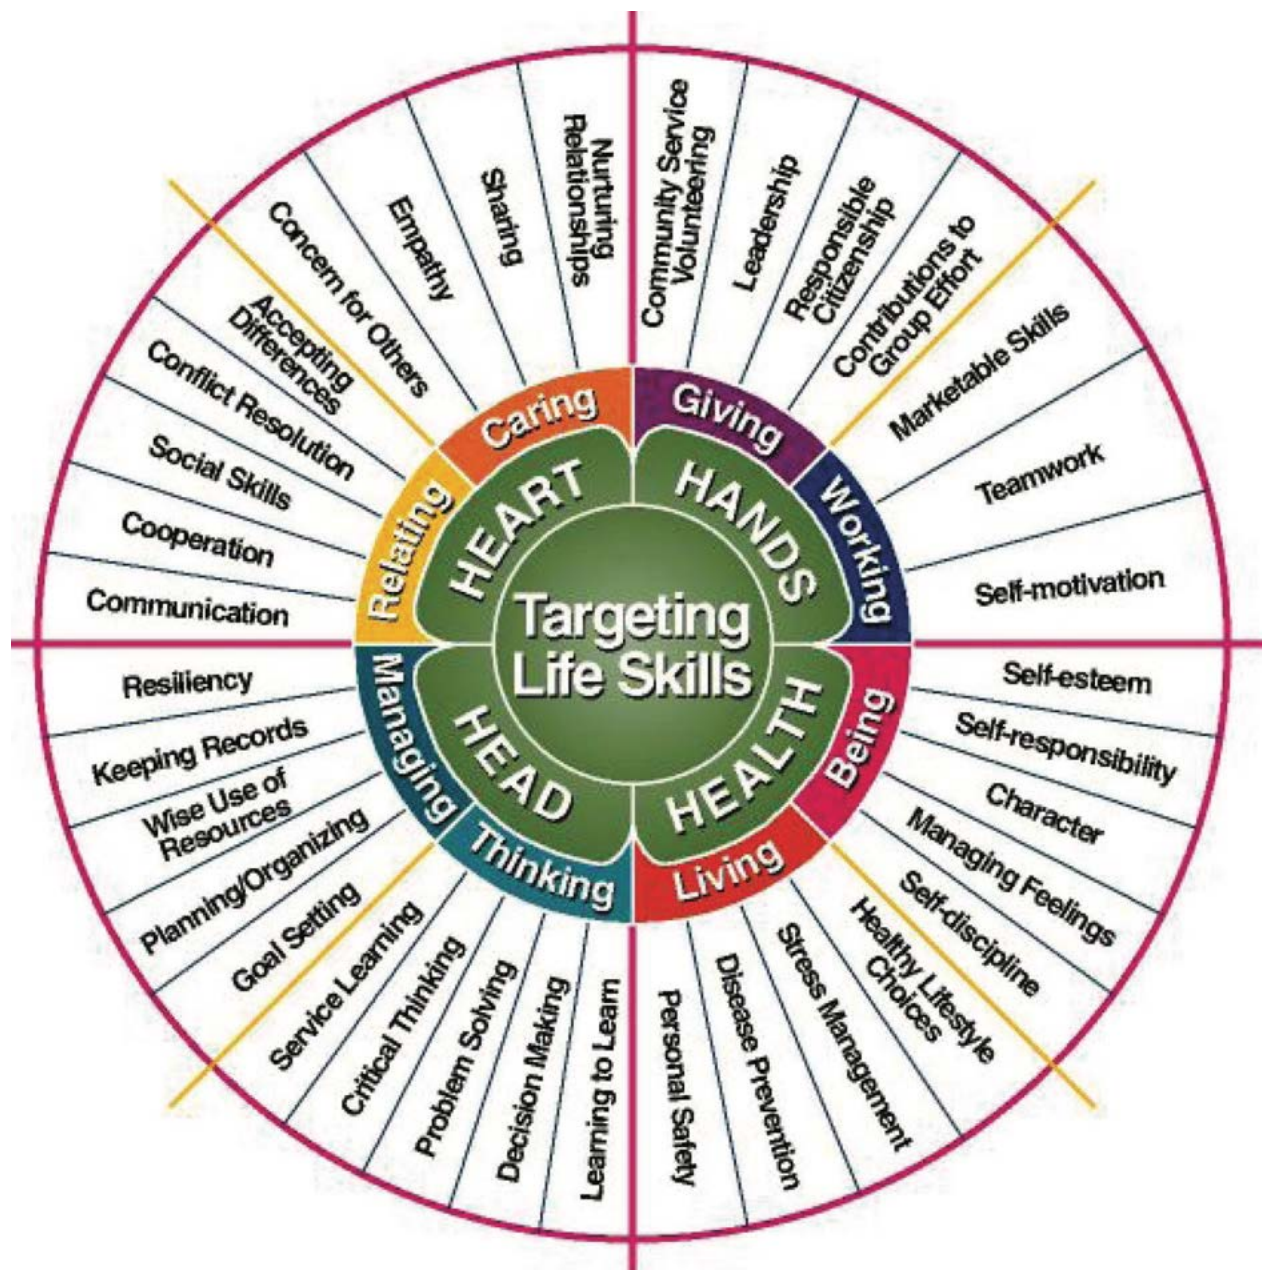 Targeting
Life Skills
HEART
HANDS
HEALTH
HEAD
Caring
Giving
Working
Being
Living
Thinking
Managing
Relating
Nurturing
Relationships
Sharing
Empathy
Concern for Others
Community Service
Volunteering
Leadership
Responsible
Citizenship
Contributions to
Group Effort
Marketable Skills
Teamwork
Self-motivation
Self-esteem
Self-responsibility
Character
Managing Feelings
Self-discipline
Healthy Lifestyle
Choices
Stress Management
Disease Prevention
Personal Safety
Learning to Learn
Decision Making
Problem Solving
Critical Thinking
Service Learning
Goal Setting
Planning/Organizing
Wise Use of
Resources
Keeping Records
Resiliency
Communication
Cooperation
Social Skills
Conflict Resolution
Accepting
Differences